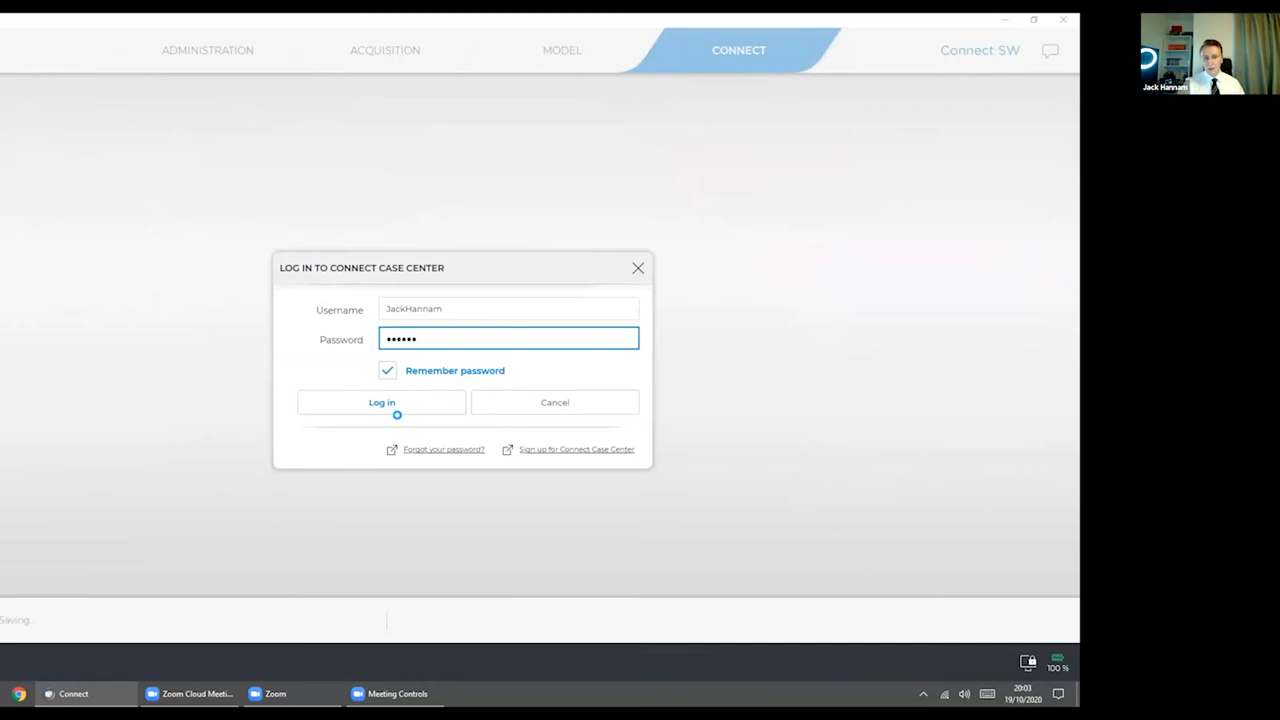 ADMINISTRATION ACQUISITION MODEL CONNECT Connect SW
Jack Hannam
LOG IN TO CONNECT CASE CENTER
Username JackHannam
Password ••••••
Remember password
Log in Cancel
Forgot your password? Sign up for Connect Case Center
Saving..
100 %
Connect Zoom Cloud Meeti... Zoom Meeting Controls
20:03
19/10/2020